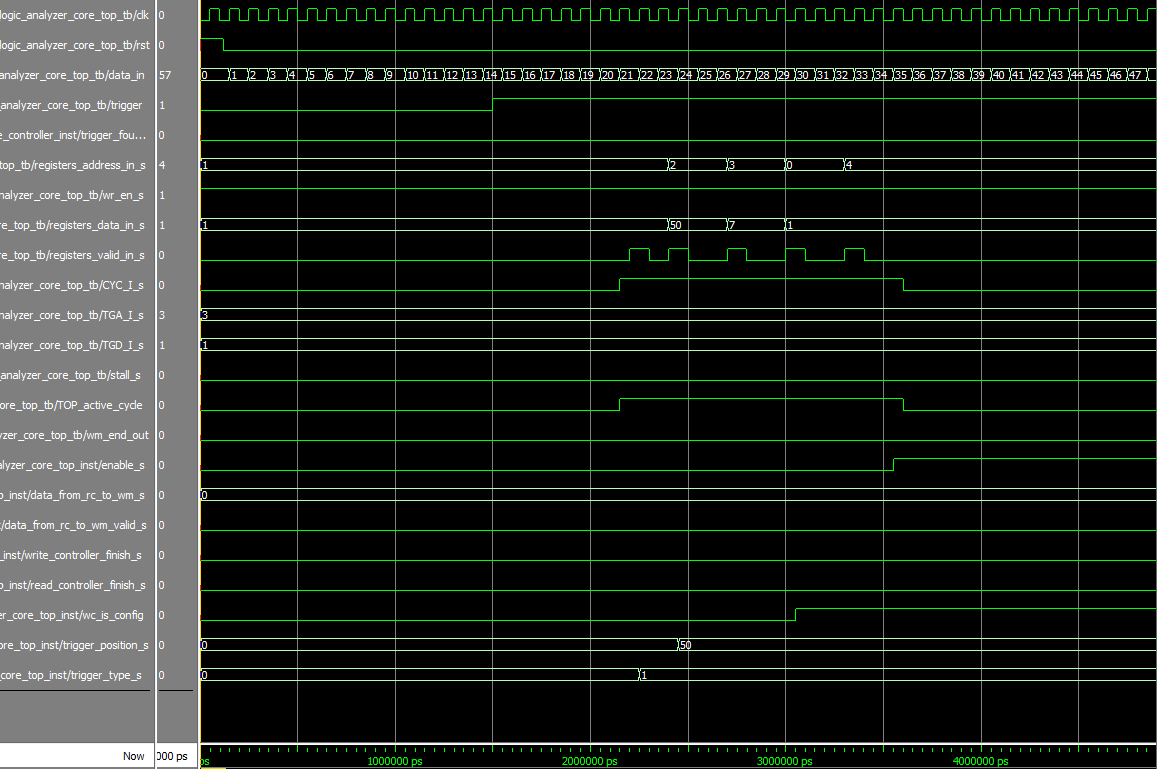 logic_analyzer_core_top_tb/clk 0
logic_analyzer_core_top_tb/rst 0
analyzer_core_top_tb/data_in 57 0 1 2 3 4 5 6 7 8 9 10 11 12 13 14 15 16 17 18 19 20 21 22 23 24 25 26 27 28 29 30 31 32 33 34 35 36 37 38 39 40 41 42 43 44 45 46 47
analyzer_core_top_tb/trigger 1
e_controller_inst/trigger_fou... 0
top_tb/registers_address_in_s 4 1 2 3 0 4
nalyzer_core_top_tb/wr_en_s 1
re_top_tb/registers_data_in_s 1 1 50 7 1
re_top_tb/registers_valid_in_s 0
nalyzer_core_top_tb/CYC_I_s 0
nalyzer_core_top_tb/TGA_I_s 3 3
nalyzer_core_top_tb/TGD_I_s 1 1
_analyzer_core_top_tb/stall_s 0
ore_top_tb/TOP_active_cycle 0
yzer_core_top_tb/wm_end_out 0
alyzer_core_top_inst/enable_s 0
p_inst/data_from_rc_to_wm_s 0 0
/data_from_rc_to_wm_valid_s 0
_inst/write_controller_finish_s 0
p_inst/read_controller_finish_s 0
er_core_top_inst/wc_is_config 0
ore_top_inst/trigger_position_s 0 0 50
_core_top_inst/trigger_type_s 0 0 1
Now 000 ps ps 1000000 ps 2000000 ps 3000000 ps 4000000 ps